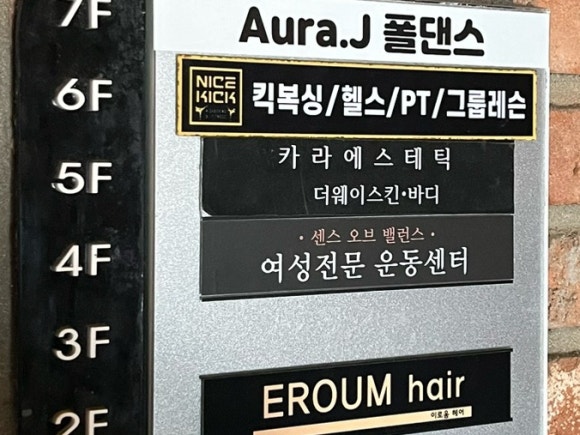 7F
Aura.J 폴댄스
6F
NICE
KICK
킥복싱/헬스/PT/그룹레슨
5F
카라에스테틱
더웨이스킨·바디
4F
· 센스 오브 밸런스 ·
여성전문 운동센터
3F
EROUM hair
이로움 헤어
2F